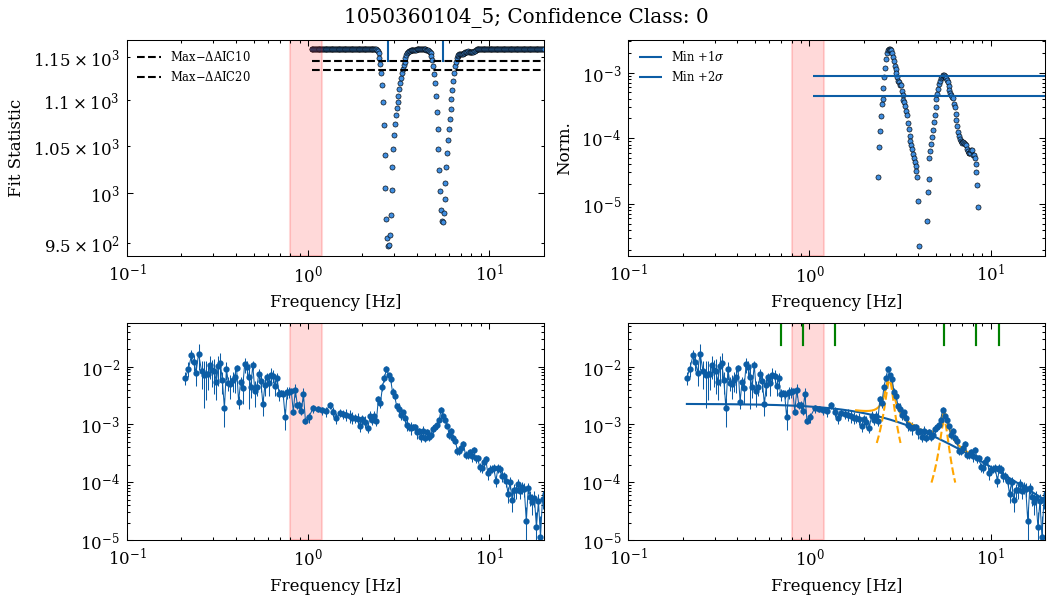 1050360104_5; Confidence Class: 0
Fit Statistic
1.15 × 10³
1.1 × 10³
1.05 × 10³
10³
9.5 × 10²
Max−ΔAIC10
Max−ΔAIC20
10⁻¹ 10⁰ 10¹
Frequency [Hz]
Norm.
10⁻³
10⁻⁴
10⁻⁵
Min +1σ
Min +2σ
10⁻¹ 10⁰ 10¹
Frequency [Hz]
10⁻²
10⁻³
10⁻⁴
10⁻⁵
10⁻¹ 10⁰ 10¹
Frequency [Hz]
10⁻²
10⁻³
10⁻⁴
10⁻⁵
10⁻¹ 10⁰ 10¹
Frequency [Hz]